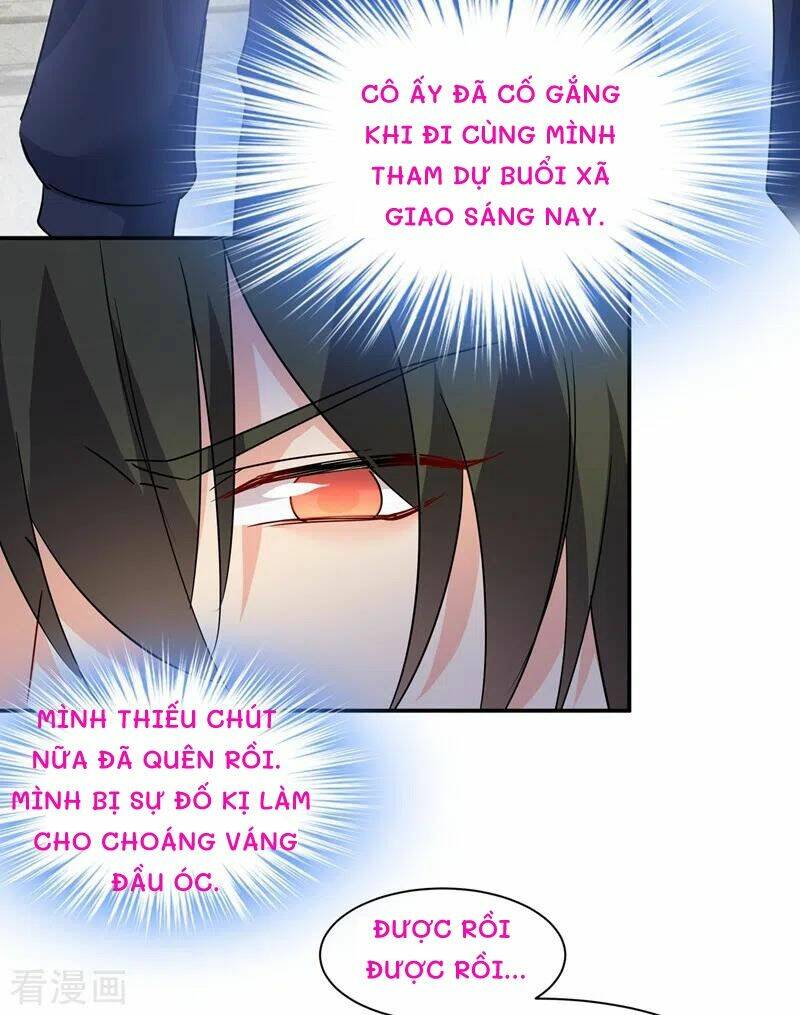 CÔ ẤY ĐÃ CỐ GẮNG
KHI ĐI CÙNG MÌNH
THAM DỰ BUỔI XÃ
GIAO SÁNG NAY.
MÌNH THIẾU CHÚT
NỮA ĐÃ QUÊN RỒI.
MÌNH BỊ SỰ ĐỐ KỊ LÀM
CHO CHOÁNG VÁNG
ĐẦU ÓC.
ĐƯỢC RỒI
ĐƯỢC RỒI...
看漫画